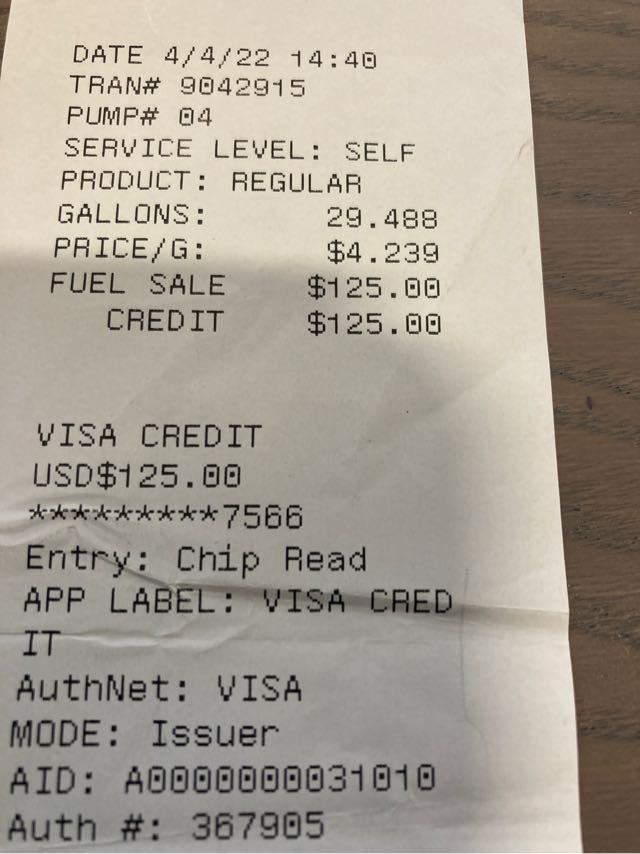 DATE 4/4/22 14:40
TRAN# 9042915
PUMP# 04
SERVICE LEVEL: SELF
PRODUCT: REGULAR
GALLONS: 29.488
PRICE/G: $4.239
FUEL SALE $125.00
CREDIT $125.00
VISA CREDIT
USD$125.00
*********7566
Entry: Chip Read
APP LABEL: VISA CRED
IT
AuthNet: VISA
MODE: Issuer
AID: A0000000031010
Auth #: 367905